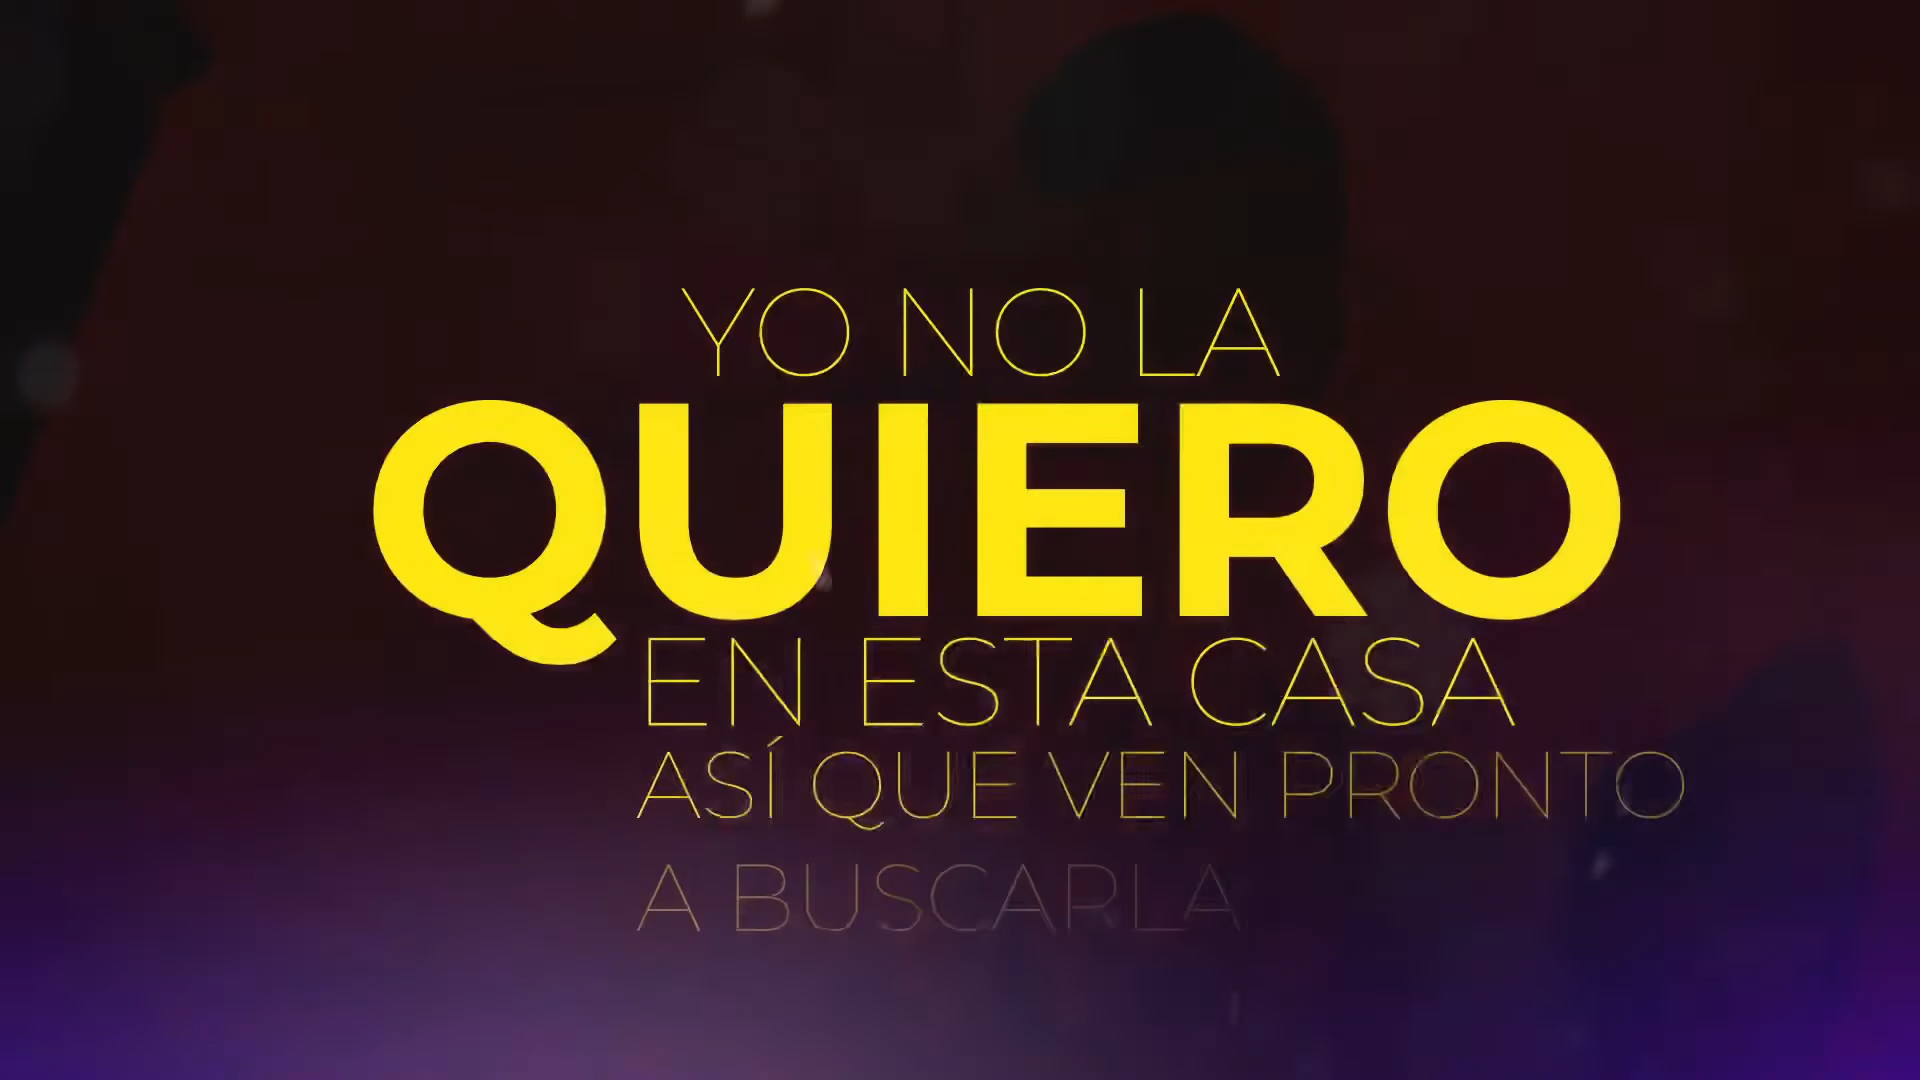 YO NO LA
QUIERO
EN ESTA CASA
ASÍ QUE VEN PRONTO
A BUSCARLA